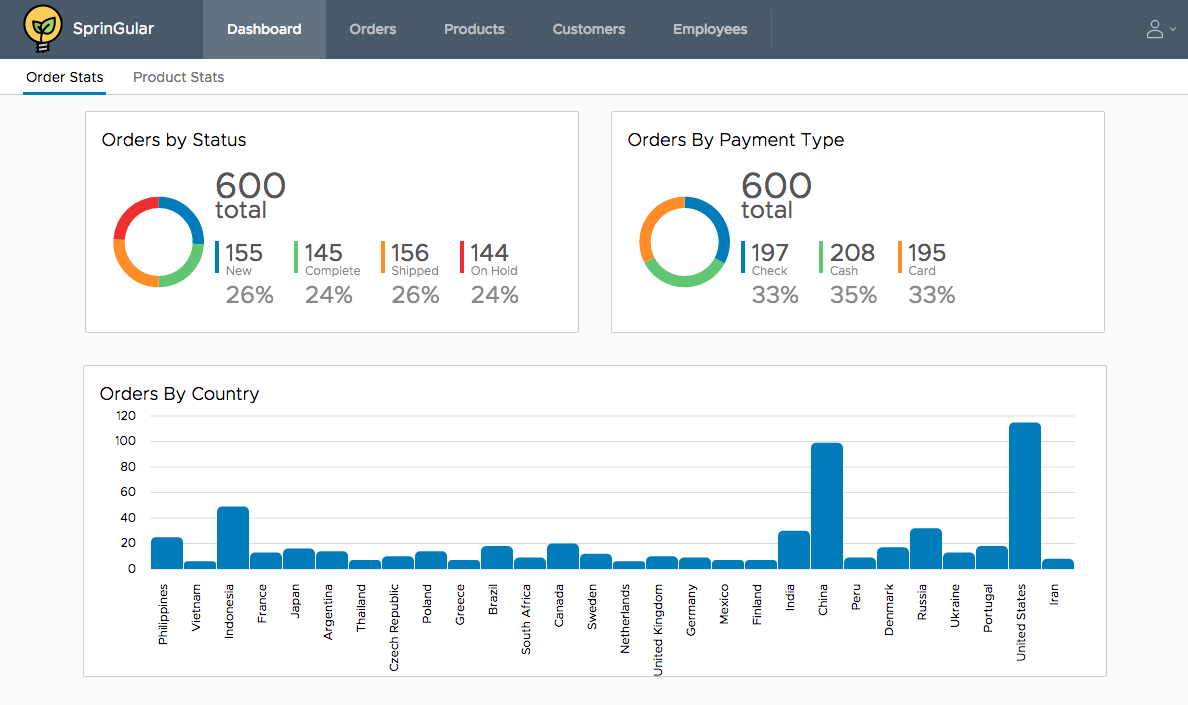 SprinGular Dashboard Orders Products Customers Employees
Order Stats Product Stats
Orders by Status
600
total
155 145 156 144
New Complete Shipped On Hold
26% 24% 26% 24%
Orders By Payment Type
600
total
197 208 195
Check Cash Card
33% 35% 33%
Orders By Country
120
100
80
60
40
20
0
Philippines
Vietnam
Indonesia
France
Japan
Argentina
Thailand
Czech Republic
Poland
Greece
Brazil
South Africa
Canada
Sweden
Netherlands
United Kingdom
Germany
Mexico
Finland
India
China
Peru
Denmark
Russia
Ukraine
Portugal
United States
Iran